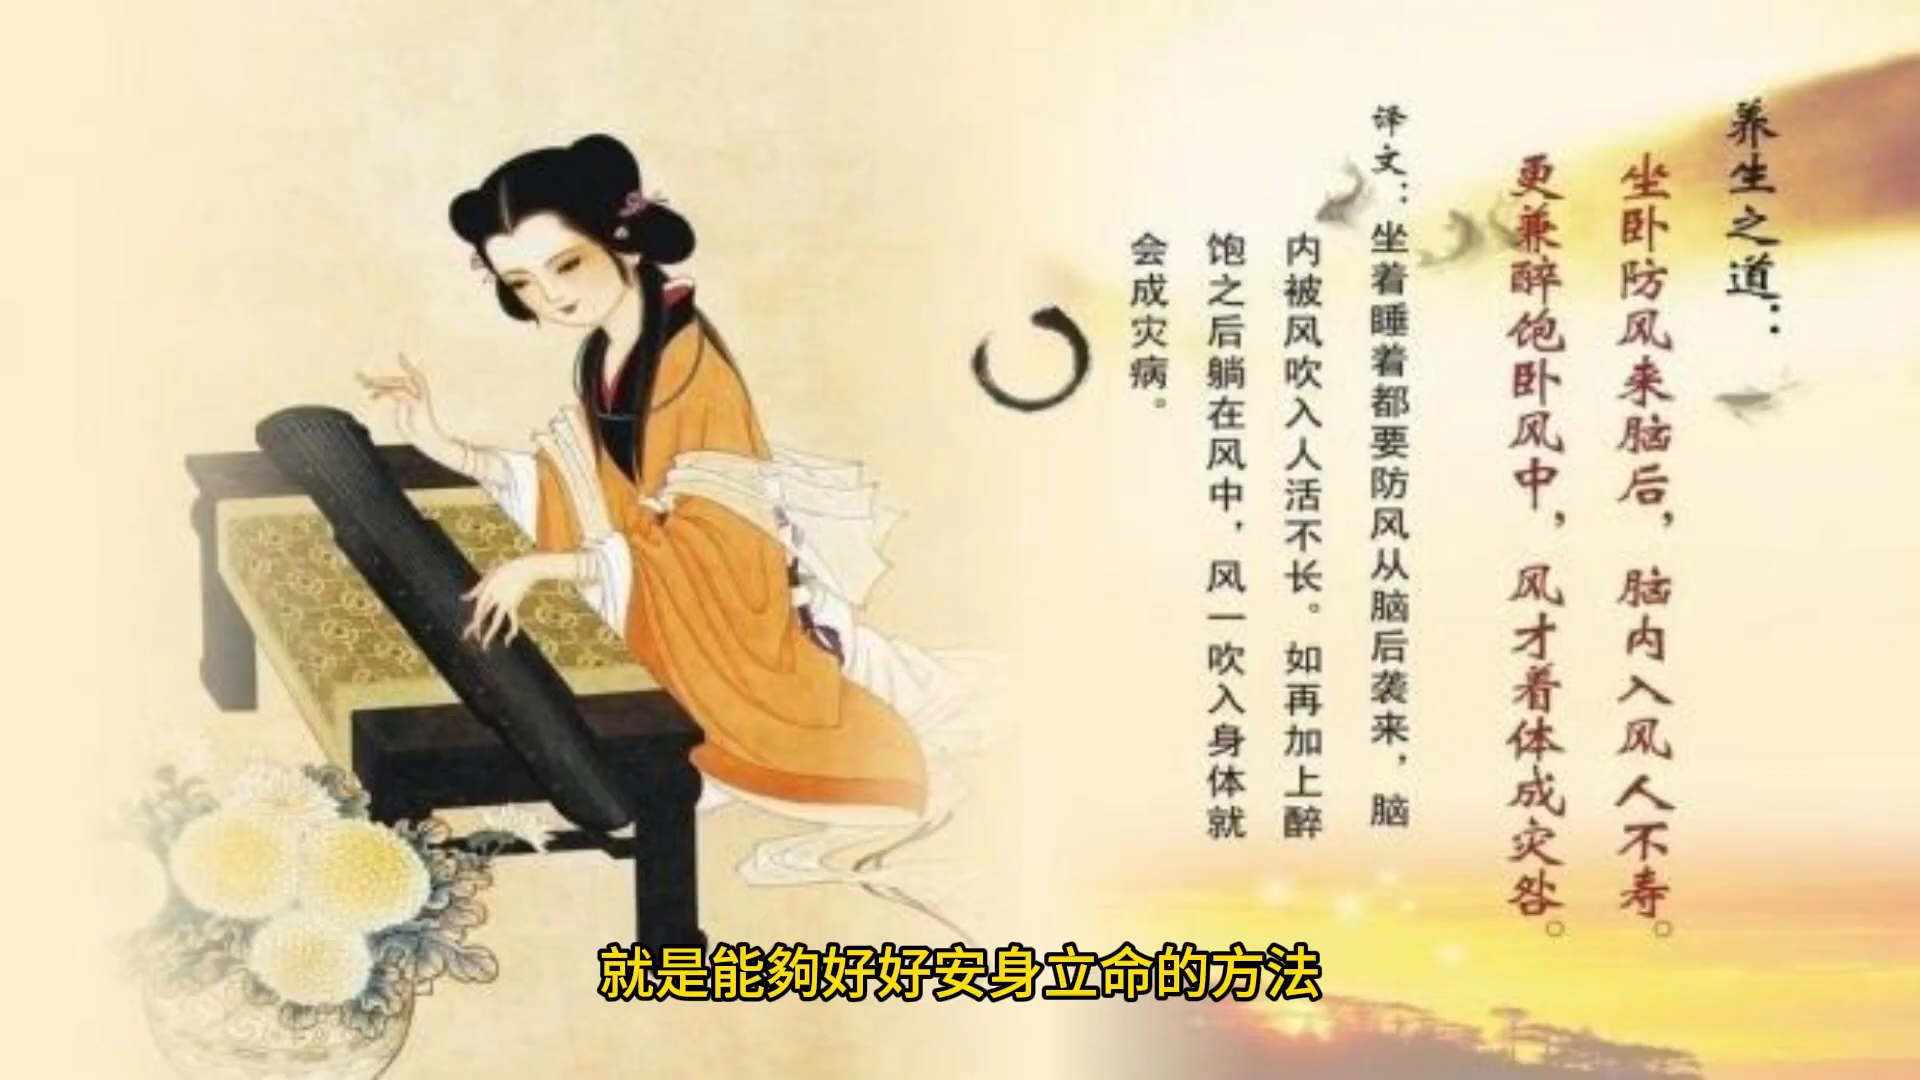 养生之道：
坐卧防风来脑后，脑内入风人不寿。
更兼醉饱卧风中，风才着体成灾咎。
译文：坐着睡着都要防风从脑后袭来，脑
内被风吹入人活不长。如再加上醉
饱之后躺在风中，风一吹入身体就
会成灾病。
就是能夠好好安身立命的方法